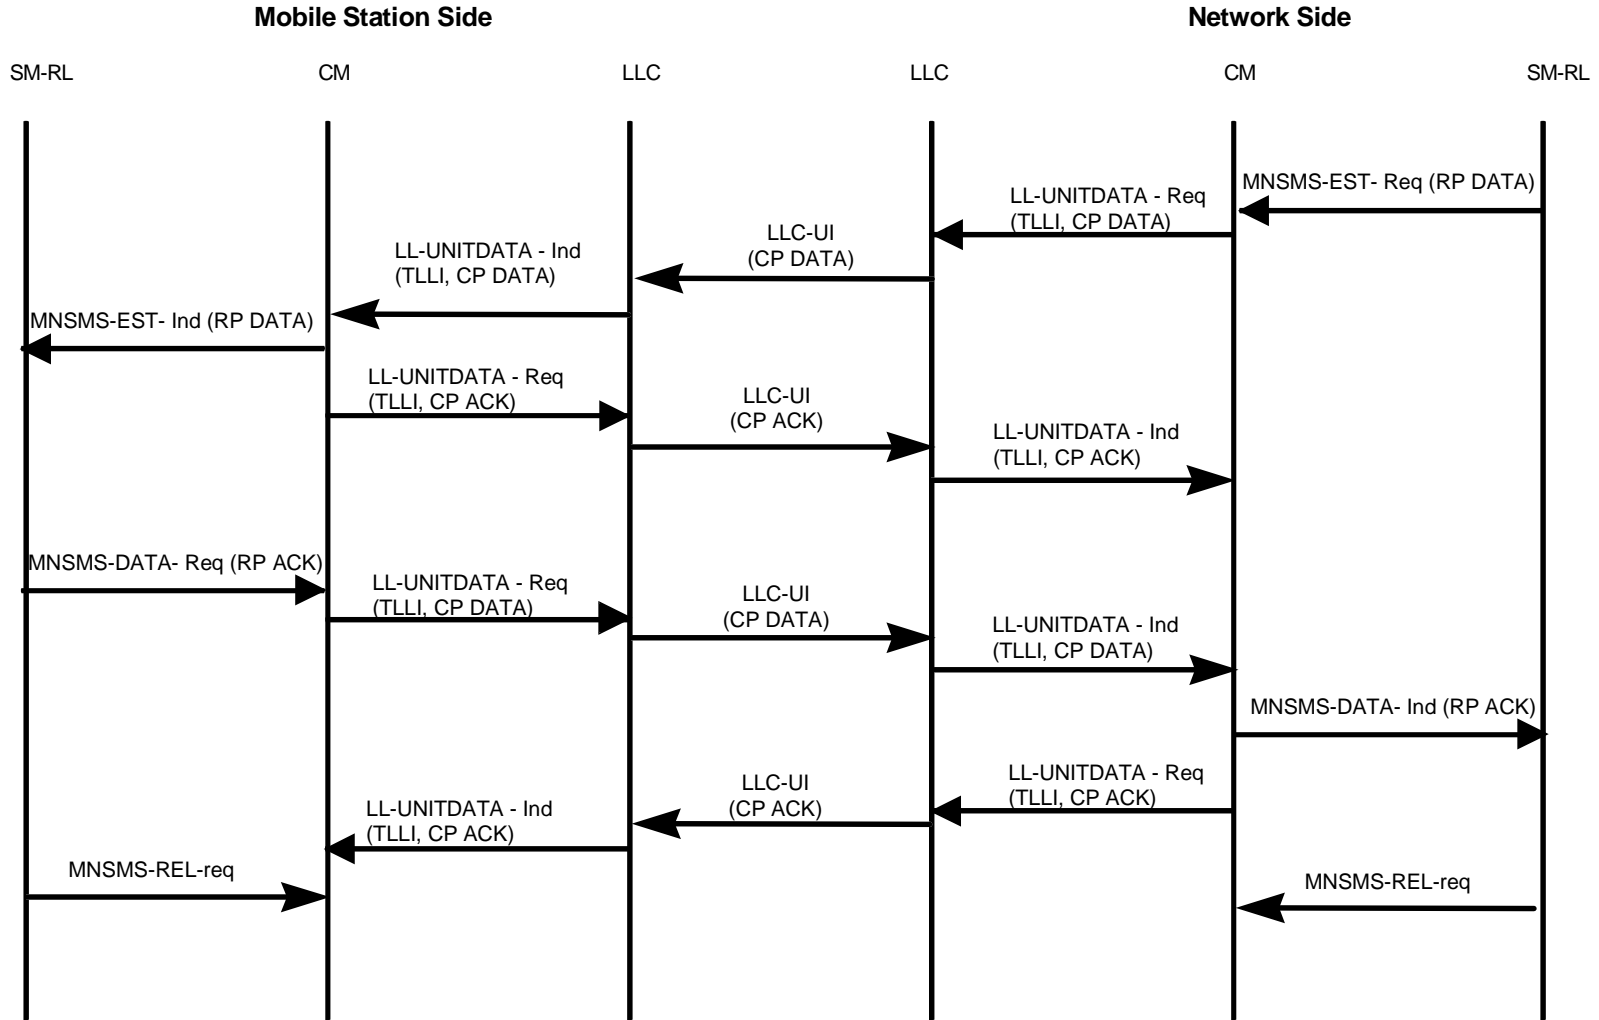 Mobile Station Side
Network Side
SM-RL
CM
LLC
LLC
CM
SM-RL
MNSMS-EST- Req (RP DATA)
LL-UNITDATA - Req
(TLLI, CP DATA)
LLC-UI
(CP DATA)
LL-UNITDATA - Ind
(TLLI, CP DATA)
MNSMS-EST- Ind (RP DATA)
LL-UNITDATA - Req
(TLLI, CP ACK)
LLC-UI
(CP ACK)
LL-UNITDATA - Ind
(TLLI, CP ACK)
MNSMS-DATA- Req (RP ACK)
LL-UNITDATA - Req
(TLLI, CP DATA)
LLC-UI
(CP DATA)
LL-UNITDATA - Ind
(TLLI, CP DATA)
MNSMS-DATA- Ind (RP ACK)
LL-UNITDATA - Req
(TLLI, CP ACK)
LLC-UI
(CP ACK)
LL-UNITDATA - Ind
(TLLI, CP ACK)
MNSMS-REL-req
MNSMS-REL-req